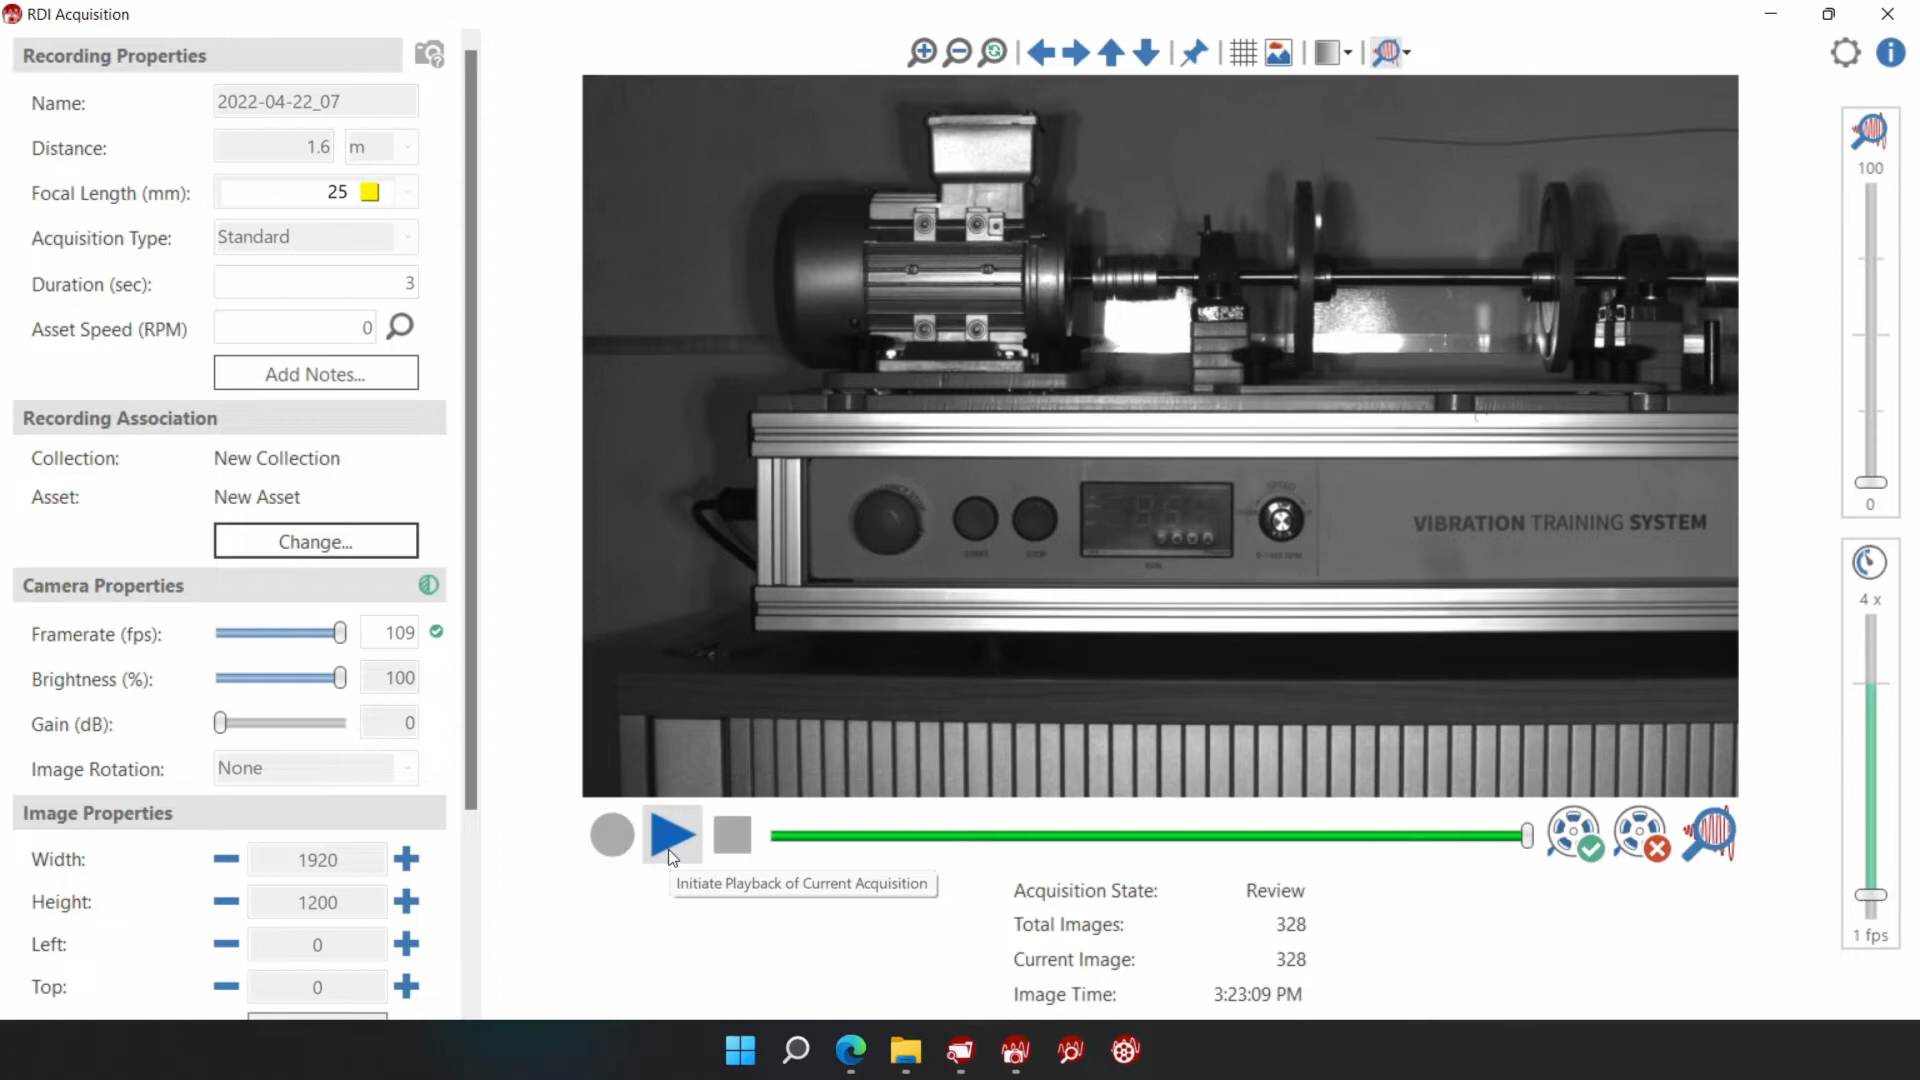 RDI Acquisition
Recording Properties
Name: 2022-04-22_07
Distance: 1.6 m
Focal Length (mm): 25
Acquisition Type: Standard
Duration (sec): 3
Asset Speed (RPM) 0
Add Notes...
Recording Association
Collection: New Collection
Asset: New Asset
Change...
Camera Properties
Framerate (fps): 109
Brightness (%): 100
Gain (dB): 0
Image Rotation: None
Image Properties
Width: 1920
Height: 1200
Left: 0
Top: 0
START
STOP
SPEED
VIBRATION TRAINING SYSTEM
Initiate Playback of Current Acquisition
Acquisition State: Review
Total Images: 328
Current Image: 328
Image Time: 3:23:09 PM
100
0
4 x
1 fps